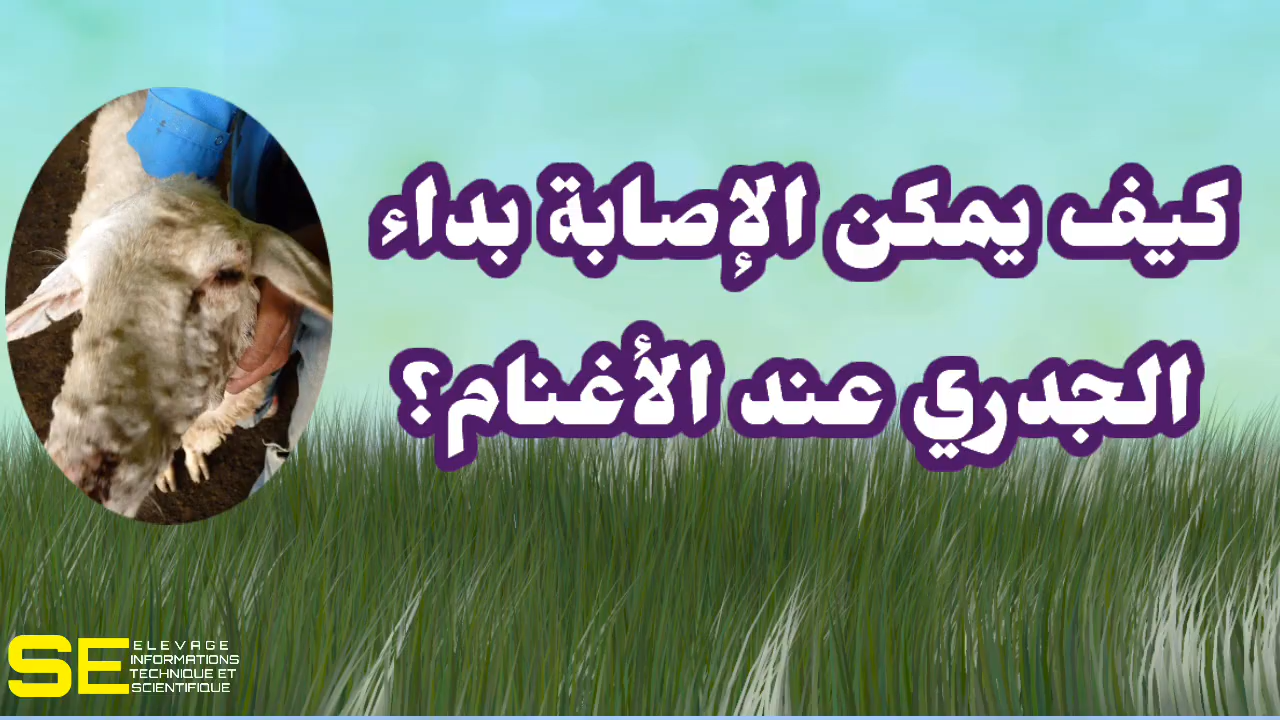 كيف يمكن الإصابة بداء
الجدري عند الأغنام؟
SE
ELEVAGE
INFORMATIONS
TECHNIQUE ET
SCIENTIFIQUE